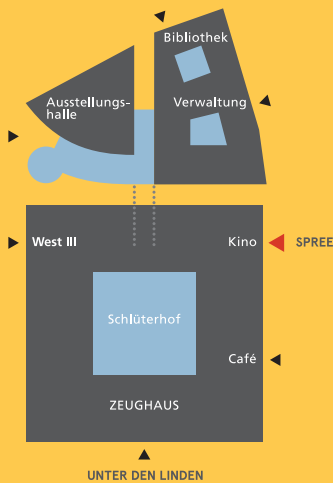 Bibliothek
Ausstellungs-
halle
Verwaltung
West III
Kino
SPREE
Schlüterhof
Café
ZEUGHAUS
UNTER DEN LINDEN